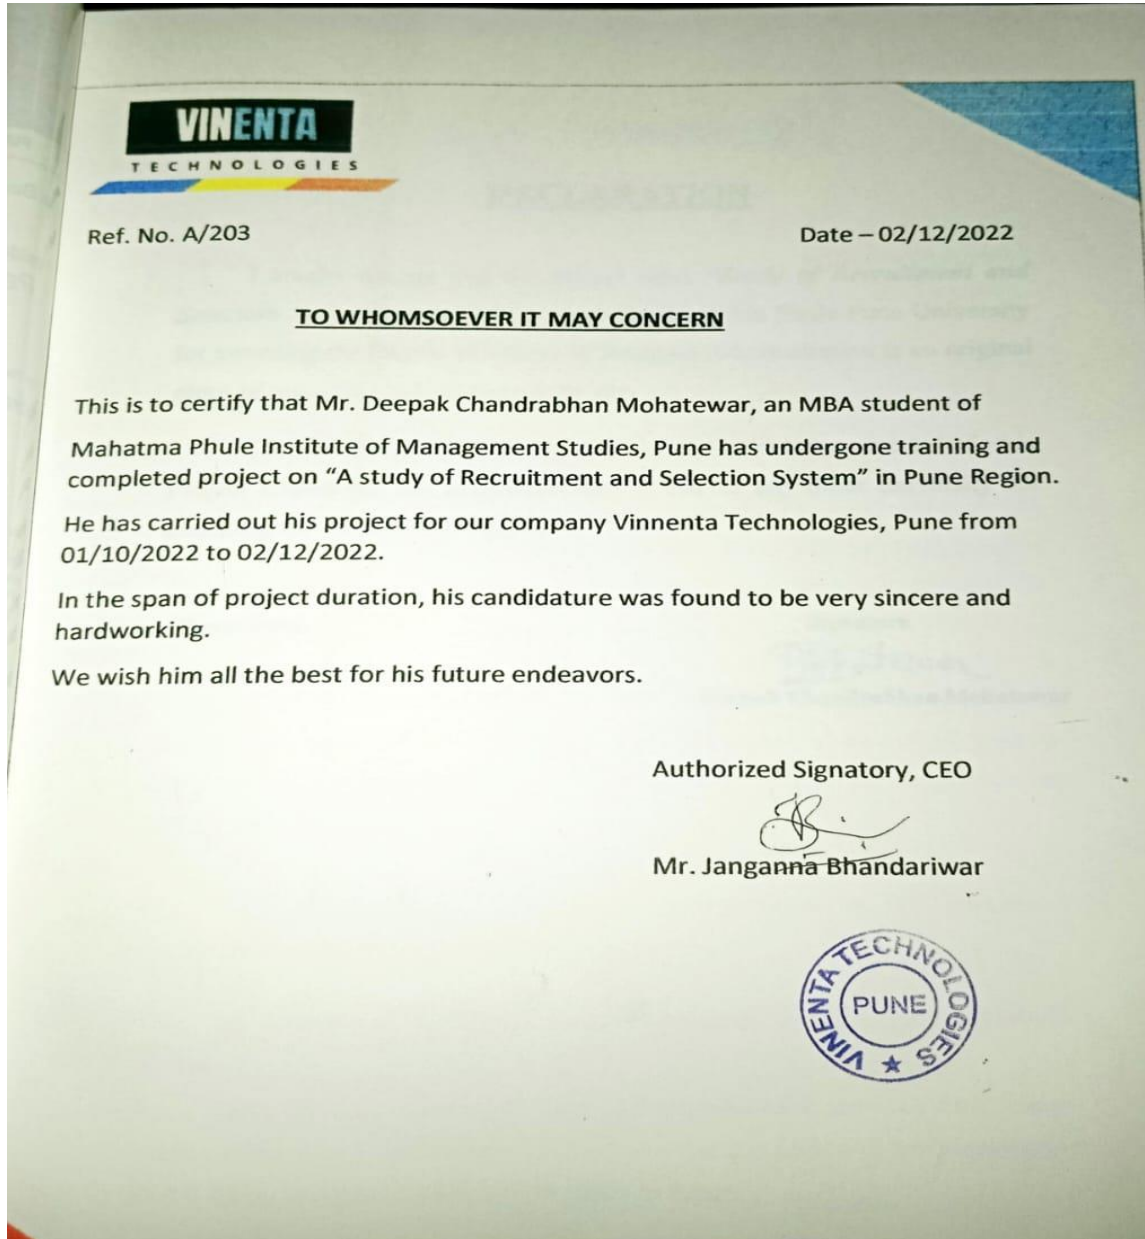 VINENTA
TECHNOLOGIES
Ref. No. A/203
Date – 02/12/2022
TO WHOMSOEVER IT MAY CONCERN
This is to certify that Mr. Deepak Chandrabhan Mohatewar, an MBA student of
Mahatma Phule Institute of Management Studies, Pune has undergone training and
completed project on “A study of Recruitment and Selection System” in Pune Region.
He has carried out his project for our company Vinnenta Technologies, Pune from
01/10/2022 to 02/12/2022.
In the span of project duration, his candidature was found to be very sincere and
hardworking.
We wish him all the best for his future endeavors.
Authorized Signatory, CEO
Mr. Janganna Bhandariwar
VINENTA TECHNOLOGIES
PUNE